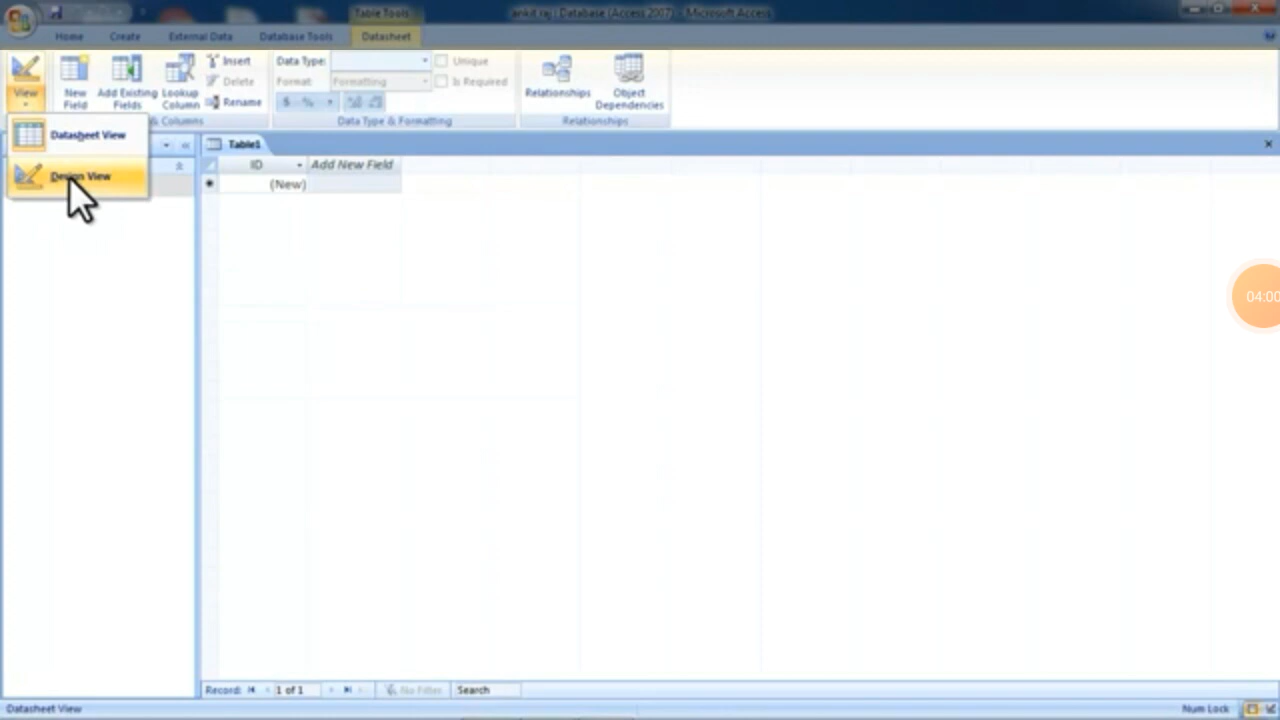 Table Tools
ankit raj : Database (Access 2007) - Microsoft Access
Home Create External Data Database Tools Datasheet
View
New Field
Add Existing Fields
Lookup Column
Insert
Delete
Rename
& Columns
Data Type:
Format: Formatting
$ %
Unique
Is Required
Data Type & Formatting
Relationships
Object Dependencies
Relationships
Datasheet View
Design View
Table1
ID Add New Field
(New)
04:00
Record: 1 of 1 No Filter Search
Datasheet View Num Lock